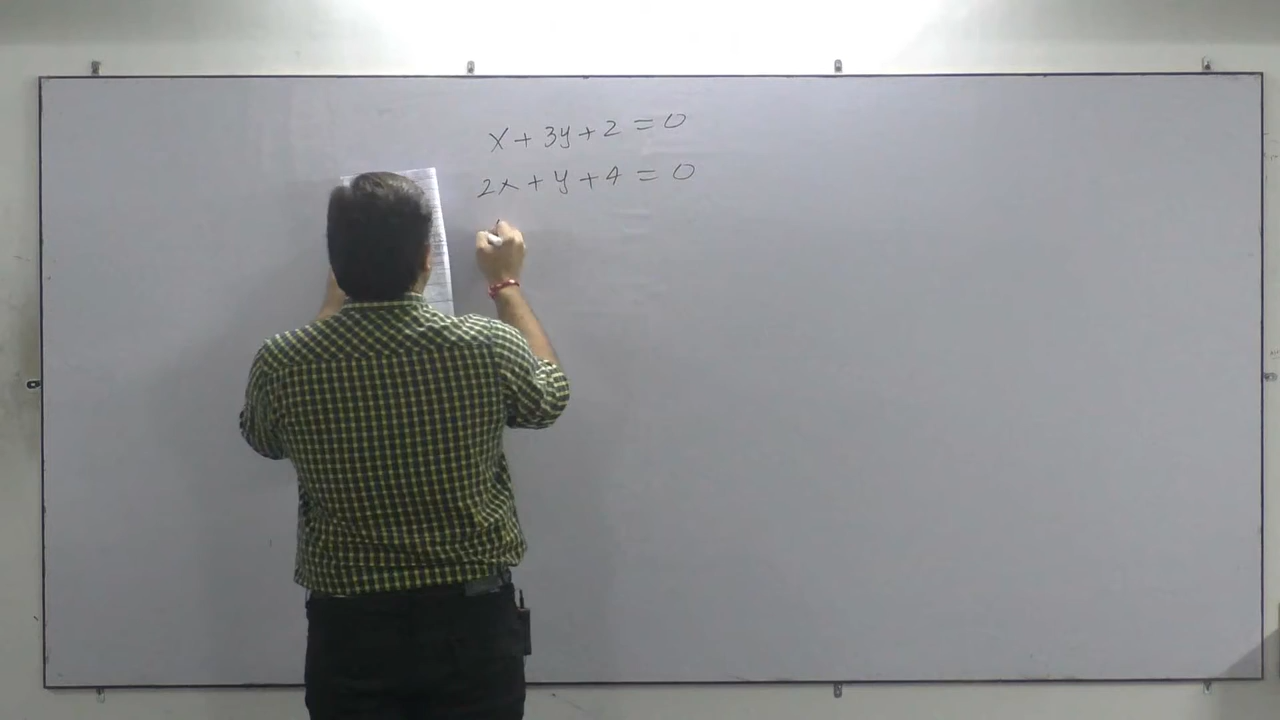 x + 3y + 2 = 0
2x + y + 4 = 0